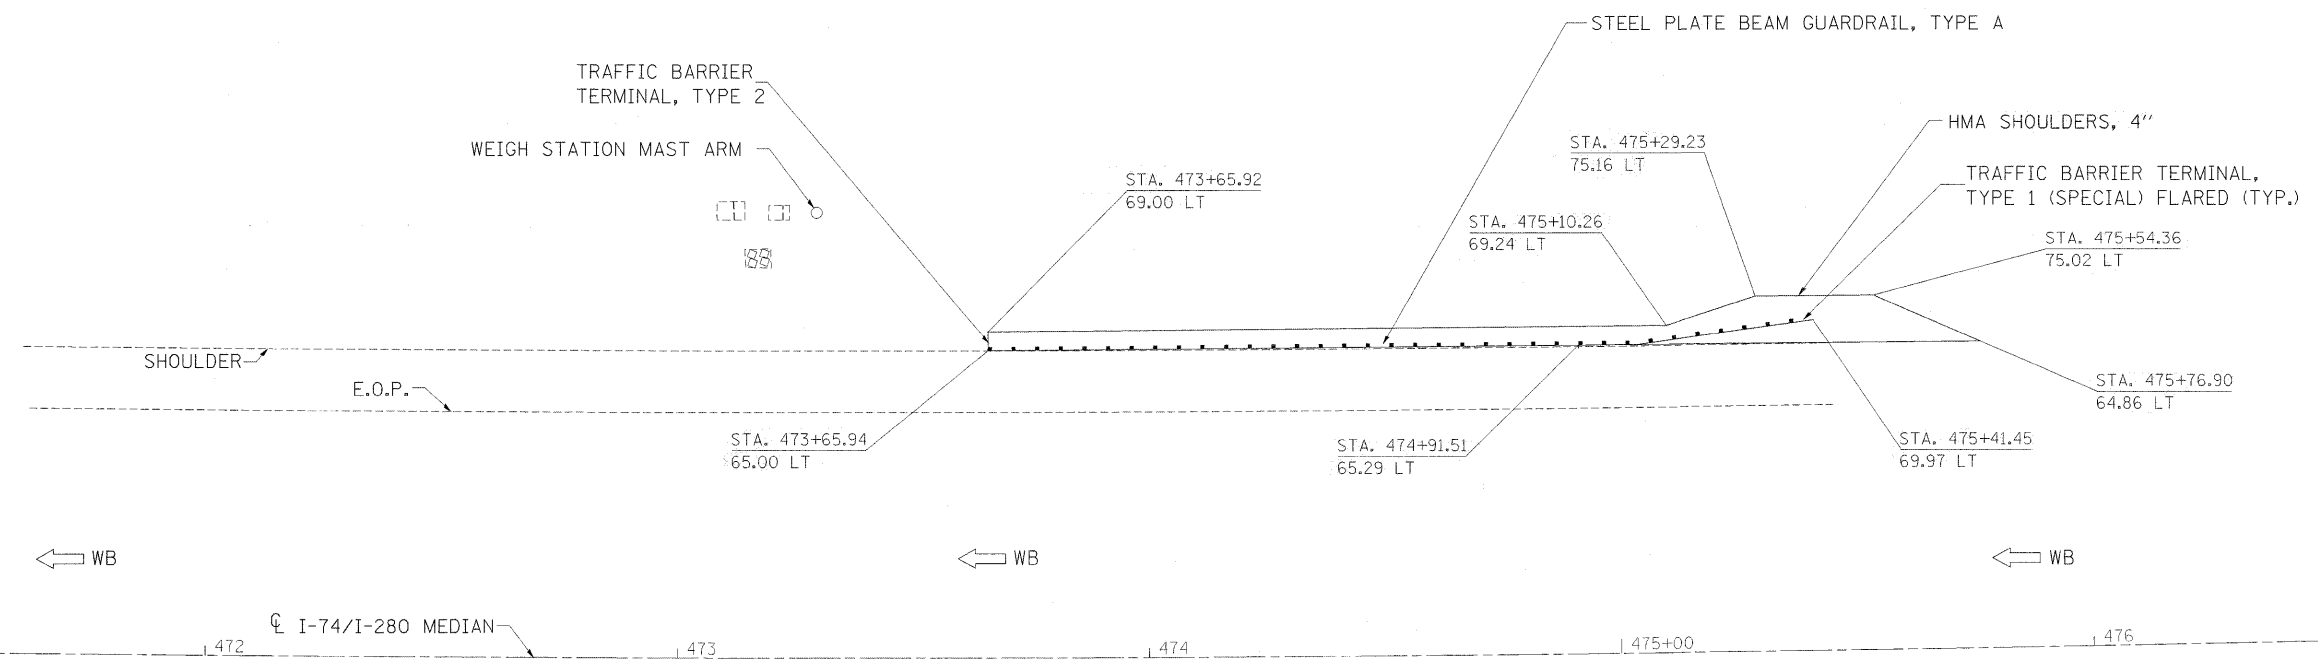 STEEL PLATE BEAM GUARDRAIL, TYPE A
TRAFFIC BARRIER
TERMINAL, TYPE 2
WEIGH STATION MAST ARM
HMA SHOULDERS, 4"
STA. 475+29.23
75.16 LT
TRAFFIC BARRIER TERMINAL,
TYPE 1 (SPECIAL) FLARED (TYP.)
STA. 473+65.92
69.00 LT
STA. 475+10.26
69.24 LT
STA. 475+54.36
75.02 LT
SHOULDER
E.O.P.
STA. 475+76.90
64.86 LT
STA. 473+65.94
65.00 LT
STA. 474+91.51
65.29 LT
STA. 475+41.45
69.97 LT
WB
WB
WB
℄ I-74/I-280 MEDIAN
472
473
474
475+00
476